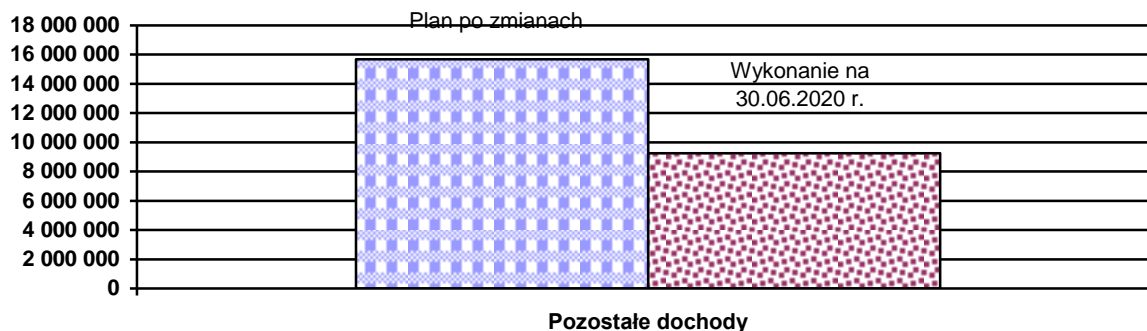 Plan po zmianach
18 000 000
16 000 000
14 000 000
12 000 000
10 000 000
8 000 000
6 000 000
4 000 000
2 000 000
0
Wykonanie na
30.06.2020 r.
Pozostałe dochody